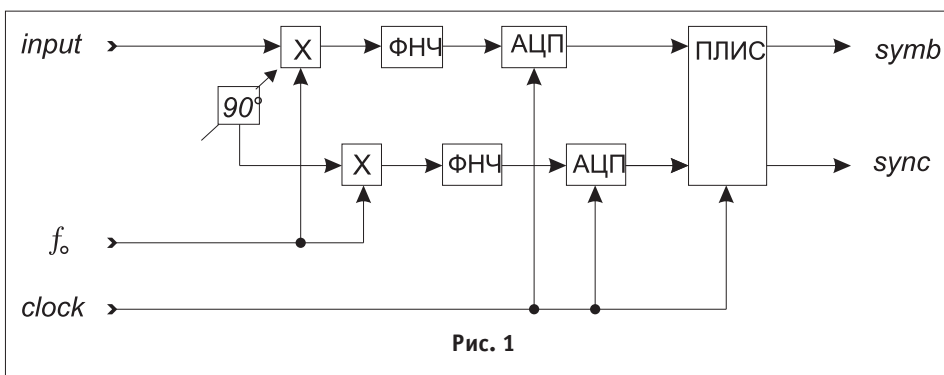 input
X
ФНЧ
АЦП
ПЛИС
symb
90°
X
ФНЧ
АЦП
sync
f₀
clock
Рис. 1